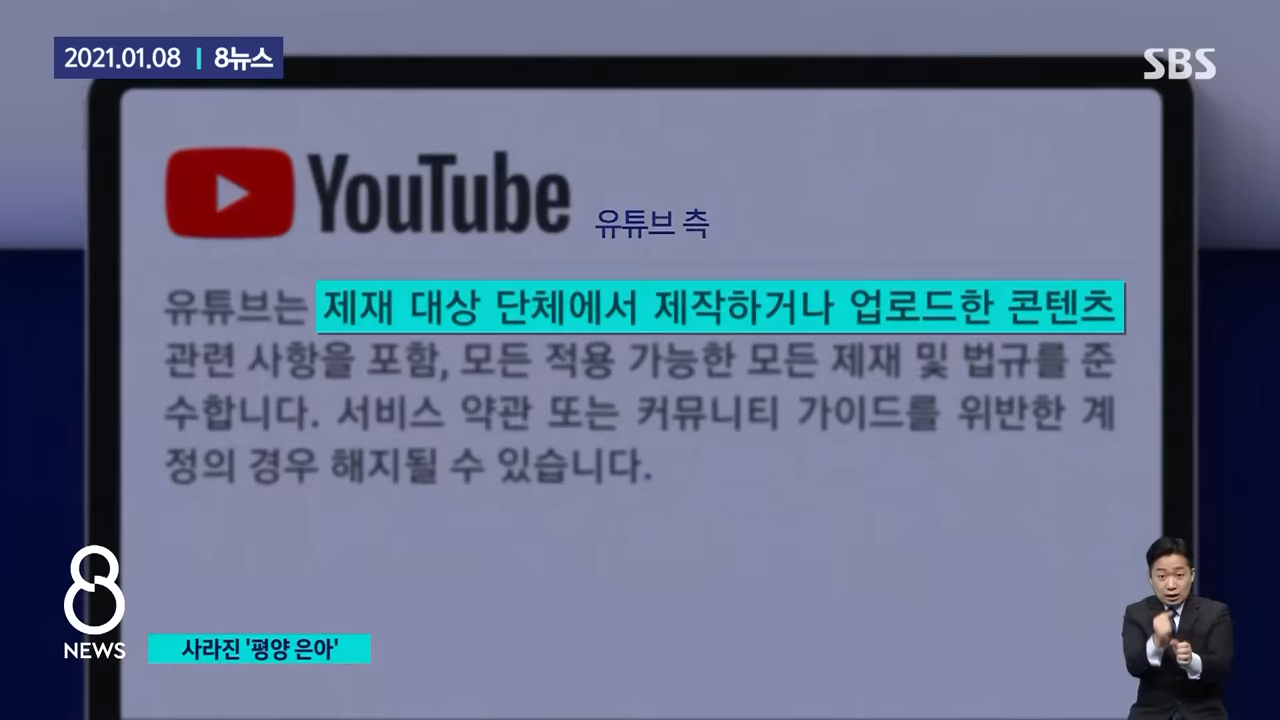 2021.01.08 | 8뉴스
SBS
YouTube 유튜브 측
유튜브는 제재 대상 단체에서 제작하거나 업로드한 콘텐츠
관련 사항을 포함, 모든 적용 가능한 모든 제재 및 법규를 준
수합니다. 서비스 약관 또는 커뮤니티 가이드를 위반한 계
정의 경우 해지될 수 있습니다.
8
NEWS
사라진 '평양 은아'